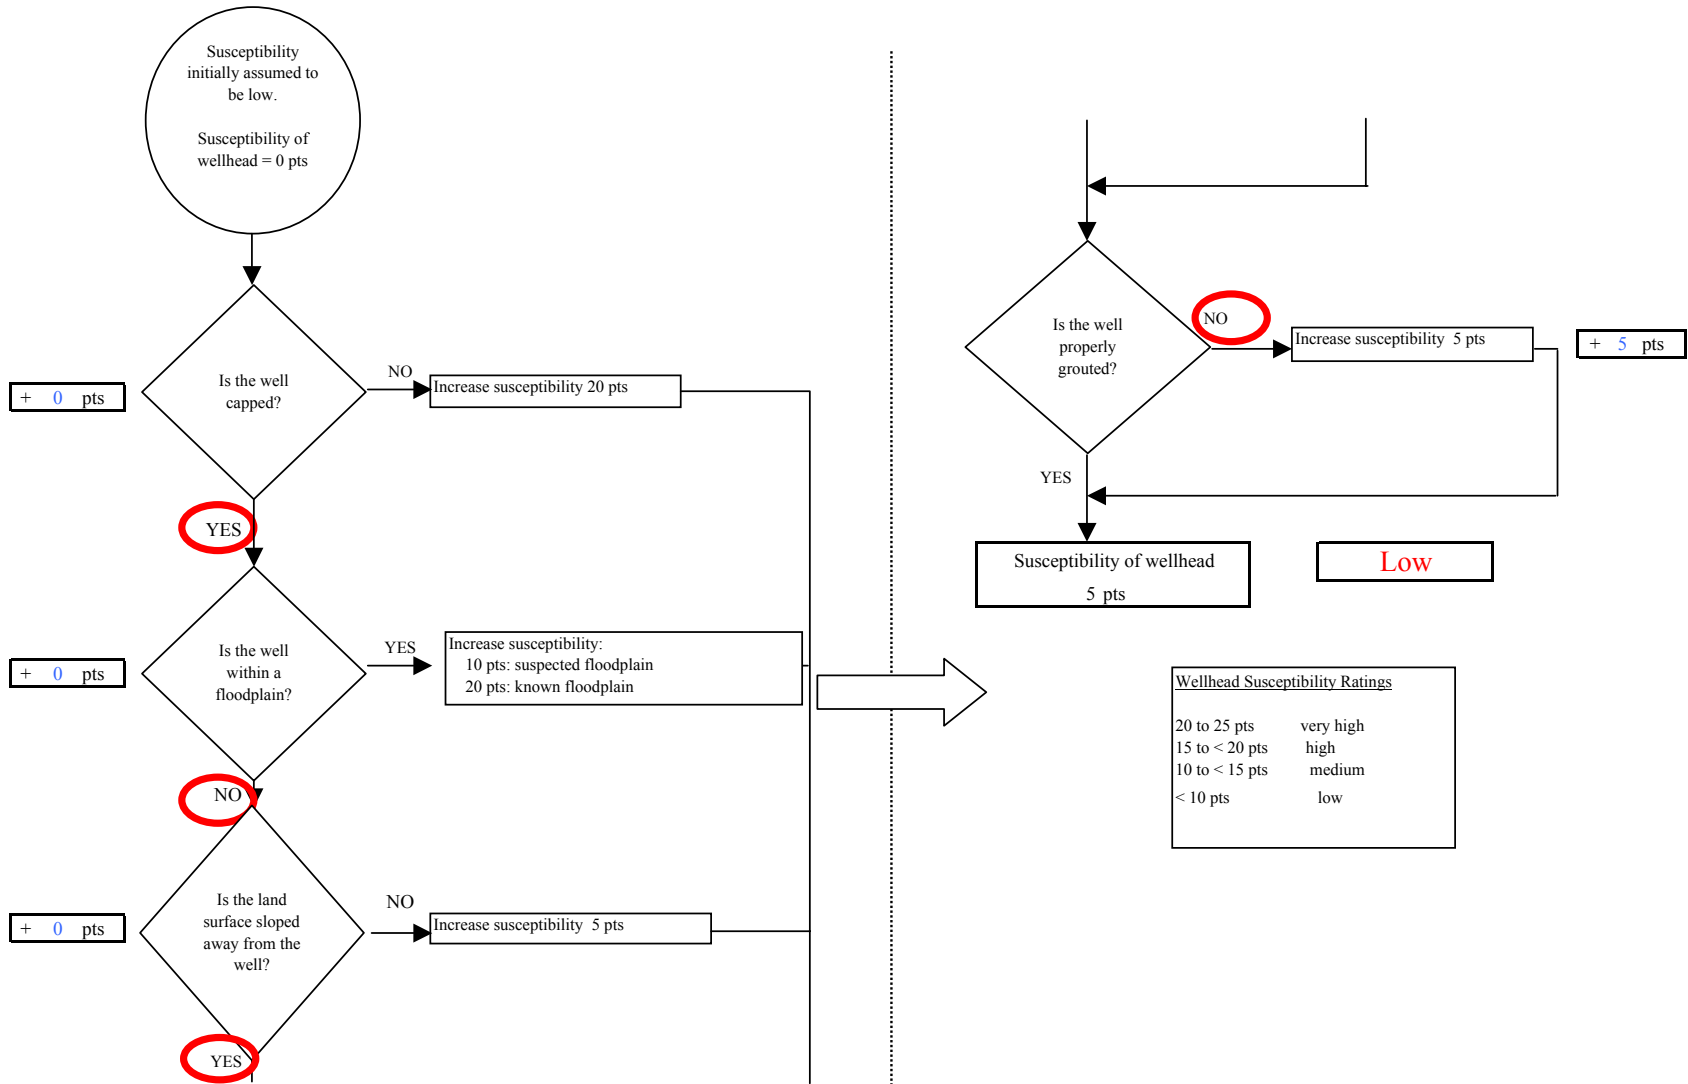 Susceptibility
initially assumed to
be low.
Susceptibility of
wellhead = 0 pts
Is the well
capped?
NO
Increase susceptibility 20 pts
+ 0 pts
YES
Is the well
within a
floodplain?
YES
Increase susceptibility:
10 pts: suspected floodplain
20 pts: known floodplain
+ 0 pts
NO
Is the land
surface sloped
away from the
well?
NO
Increase susceptibility 5 pts
+ 0 pts
YES
Is the well
properly
grouted?
NO
Increase susceptibility 5 pts
+ 5 pts
YES
Susceptibility of wellhead
5 pts
Low
Wellhead Susceptibility Ratings
20 to 25 pts very high
15 to < 20 pts high
10 to < 15 pts medium
< 10 pts low